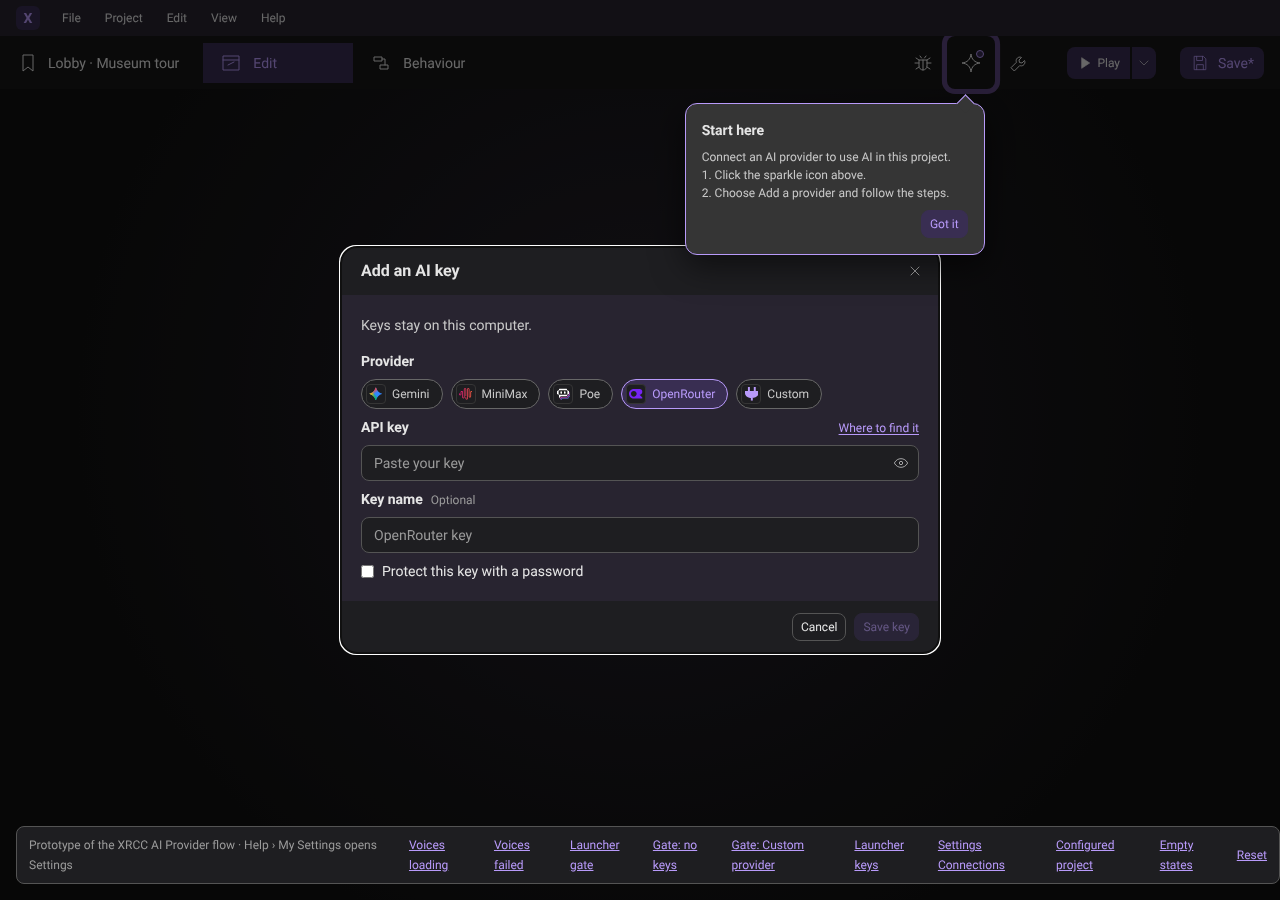 X File Project Edit View Help
Lobby · Museum tour Edit Behaviour Play Save*
Start here
Connect an AI provider to use AI in this project.
1. Click the sparkle icon above.
2. Choose Add a provider and follow the steps.
Got it
Add an AI key
Keys stay on this computer.
Provider
Gemini MiniMax Poe OpenRouter Custom
API key Where to find it
Paste your key
Key name Optional
OpenRouter key
Protect this key with a password
Cancel Save key
Prototype of the XRCC AI Provider flow · Help › My Settings opens
Settings
Voices
loading
Voices
failed
Launcher
gate
Gate: no
keys
Gate: Custom
provider
Launcher
keys
Settings
Connections
Configured
project
Empty
states
Reset